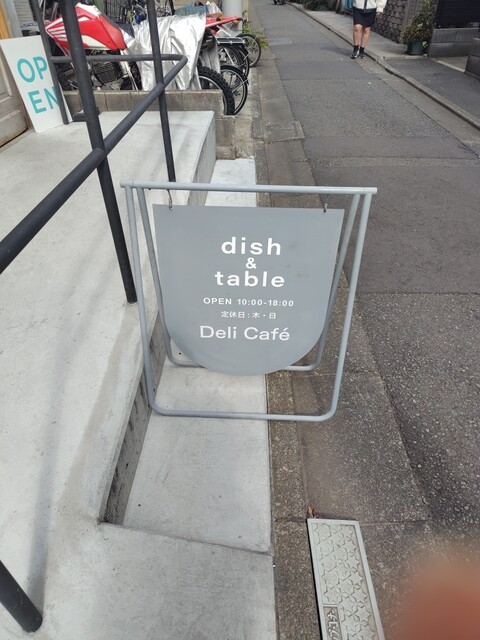 OP
EN
dish
&
table
OPEN 10:00-18:00
定休日：木・日
Deli Café